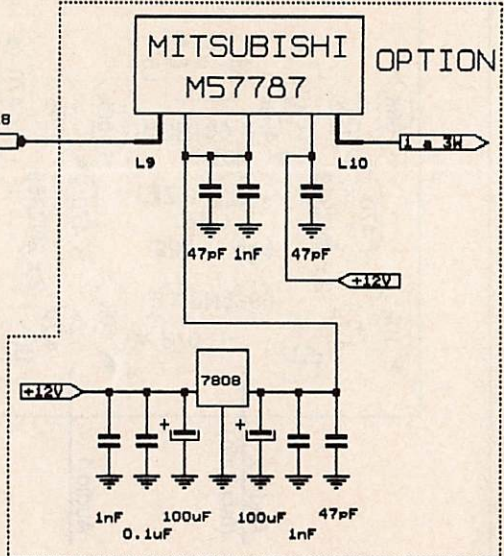 MITSUBISHI
M57787
OPTION
8
L9
L10
1 a 3W
47pF 1nF 47pF
+12V
7808
+12V
+
+
1nF
0.1uF
100uF
100uF
1nF
47pF